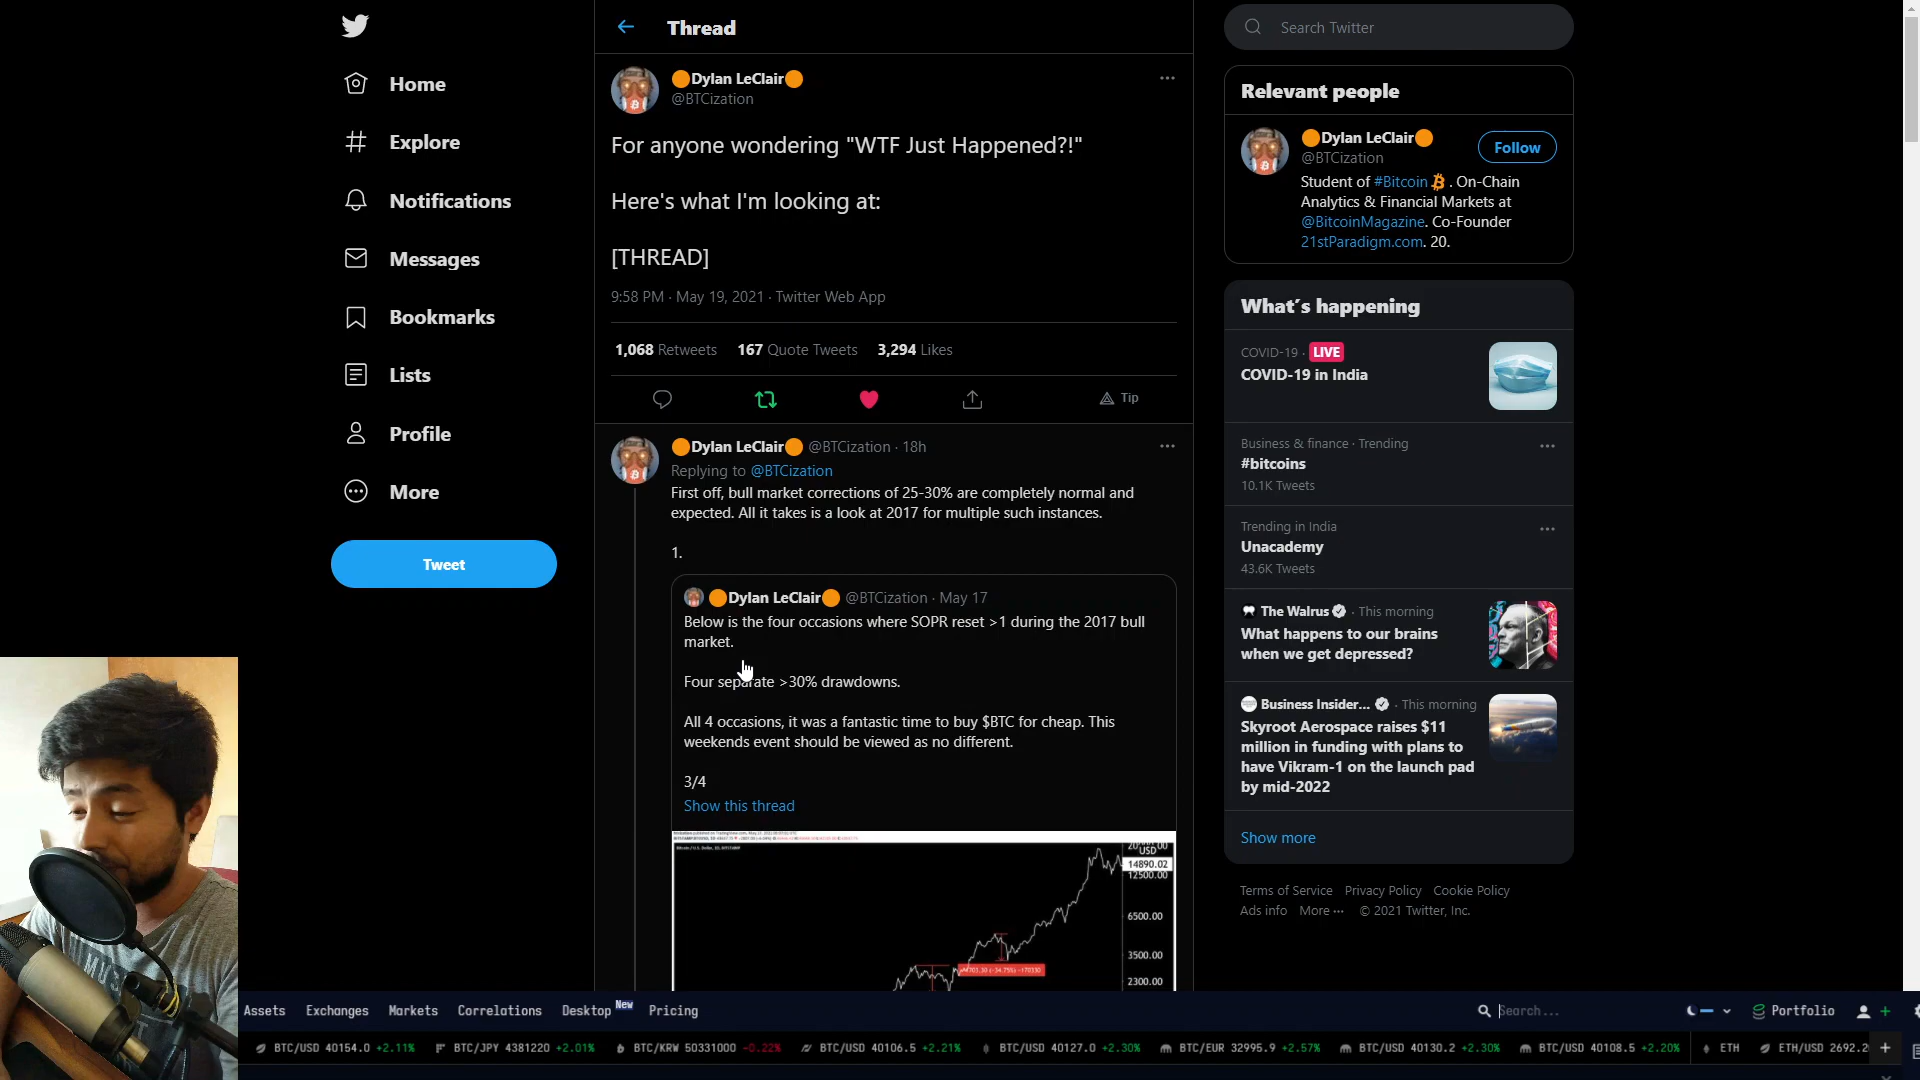 Home
Explore
Notifications
Messages
Bookmarks
Lists
Profile
More
Tweet
Thread
Dylan LeClair
@BTCization
For anyone wondering "WTF Just Happened?!"
Here's what I'm looking at:
[THREAD]
9:58 PM · May 19, 2021 · Twitter Web App
1,068 Retweets 167 Quote Tweets 3,294 Likes
Tip
Dylan LeClair @BTCization · 18h
Replying to @BTCization
First off, bull market corrections of 25-30% are completely normal and
expected. All it takes is a look at 2017 for multiple such instances.
1.
Dylan LeClair @BTCization · May 17
Below is the four occasions where SOPR reset >1 during the 2017 bull
market.
Four separate >30% drawdowns.
All 4 occasions, it was a fantastic time to buy $BTC for cheap. This
weekends event should be viewed as no different.
3/4
Show this thread
USD
14890.02
12500.00
6500.00
3500.00
2300.00
Search Twitter
Relevant people
Dylan LeClair
@BTCization
Follow
Student of #Bitcoin . On-Chain
Analytics & Financial Markets at
@BitcoinMagazine. Co-Founder
21stParadigm.com. 20.
What's happening
COVID-19 · LIVE
COVID-19 in India
Business & finance · Trending
#bitcoins
10.1K Tweets
Trending in India
Unacademy
43.6K Tweets
The Walrus · This morning
What happens to our brains
when we get depressed?
Business Insider... · This morning
Skyroot Aerospace raises $11
million in funding with plans to
have Vikram-1 on the launch pad
by mid-2022
Show more
Terms of Service Privacy Policy Cookie Policy
Ads info More ··· © 2021 Twitter, Inc.
Assets Exchanges Markets Correlations Desktop New Pricing
Search... Portfolio
BTC/USD 40154.0 +2.11% BTC/JPY 4381220 +2.01% BTC/KRW 50331000 -0.22% BTC/USD 40106.5 +2.21% BTC/USD 40127.0 +2.30% BTC/EUR 32995.9 +2.57% BTC/USD 40130.2 +2.30% BTC/USD 40108.5 +2.20% ETH ETH/USD 2692.2